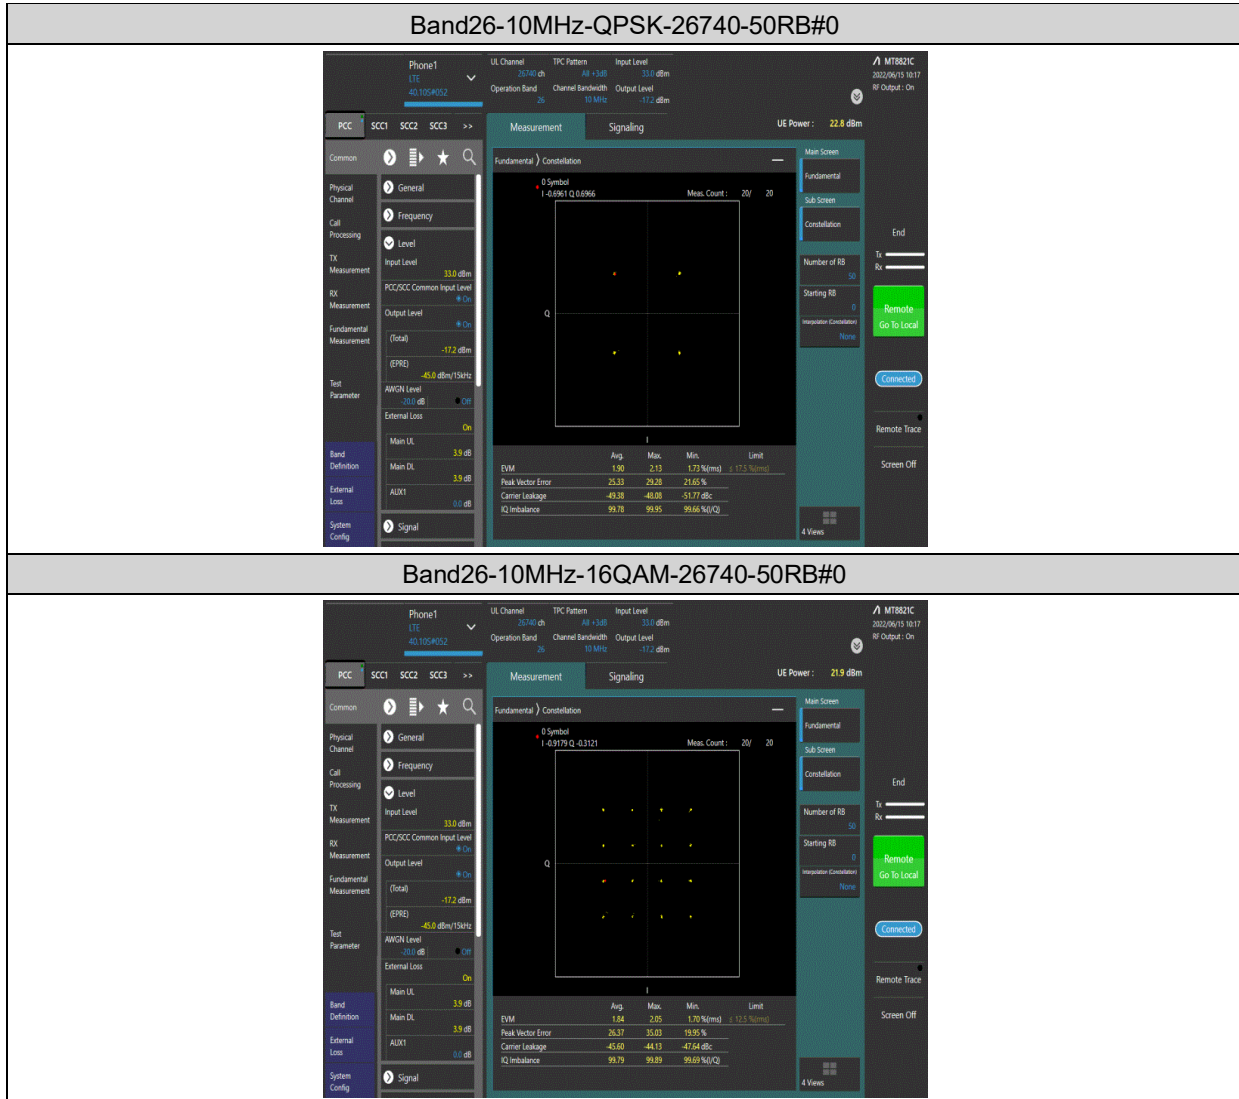 Band26-10MHz-QPSK-26740-50RB#0
Phone1
LTE
40.10S#052
UL Channel TPC Pattern Input Level
26740 ch All +3dB 33.0 dBm
Operation Band Channel Bandwidth Output Level
26 10 MHz -17.2 dBm
MT8821C
2022/06/15 10:17
RF Output : On
PCC SCC1 SCC2 SCC3 >>
Measurement Signaling
UE Power : 22.8 dBm
Common
Physical Channel
Call Processing
TX Measurement
RX Measurement
Fundamental Measurement
Test Parameter
Band Definition
External Loss
System Config
General
Frequency
Level
Input Level
33.0 dBm
PCC/SCC Common Input Level
On
Output Level
On
(Total)
-17.2 dBm
(EPRE)
-45.0 dBm/15kHz
AWGN Level
-20.0 dB Off
External Loss
On
Main UL
3.9 dB
Main DL
3.9 dB
AUX1
0.0 dB
Signal
Fundamental Constellation
0 Symbol
I -0.6961 Q 0.6966 Meas. Count : 20/ 20
Q
I
Avg. Max. Min. Limit
EVM 1.90 2.13 1.73 %(rms) ≤ 17.5 %(rms)
Peak Vector Error 25.33 29.28 21.65 %
Carrier Leakage -49.38 -48.08 -51.77 dBc
IQ Imbalance 99.78 99.95 99.66 %(I/Q)
Main Screen
Fundamental
Sub Screen
Constellation
Number of RB
50
Starting RB
0
Interpolation (Constellation)
None
4 Views
End
Tx
Rx
Remote
Go To Local
Connected
Remote Trace
Screen Off
Band26-10MHz-16QAM-26740-50RB#0
Phone1
LTE
40.10S#052
UL Channel TPC Pattern Input Level
26740 ch All +3dB 33.0 dBm
Operation Band Channel Bandwidth Output Level
26 10 MHz -17.2 dBm
MT8821C
2022/06/15 10:17
RF Output : On
PCC SCC1 SCC2 SCC3 >>
Measurement Signaling
UE Power : 21.9 dBm
Common
Physical Channel
Call Processing
TX Measurement
RX Measurement
Fundamental Measurement
Test Parameter
Band Definition
External Loss
System Config
General
Frequency
Level
Input Level
33.0 dBm
PCC/SCC Common Input Level
On
Output Level
On
(Total)
-17.2 dBm
(EPRE)
-45.0 dBm/15kHz
AWGN Level
-20.0 dB Off
External Loss
On
Main UL
3.9 dB
Main DL
3.9 dB
AUX1
0.0 dB
Signal
Fundamental Constellation
0 Symbol
I -0.9179 Q -0.3121 Meas. Count : 20/ 20
Q
I
Avg. Max. Min. Limit
EVM 1.84 2.05 1.70 %(rms) ≤ 12.5 %(rms)
Peak Vector Error 26.37 35.03 19.95 %
Carrier Leakage -45.60 -44.13 -47.64 dBc
IQ Imbalance 99.79 99.89 99.69 %(I/Q)
Main Screen
Fundamental
Sub Screen
Constellation
Number of RB
50
Starting RB
0
Interpolation (Constellation)
None
4 Views
End
Tx
Rx
Remote
Go To Local
Connected
Remote Trace
Screen Off